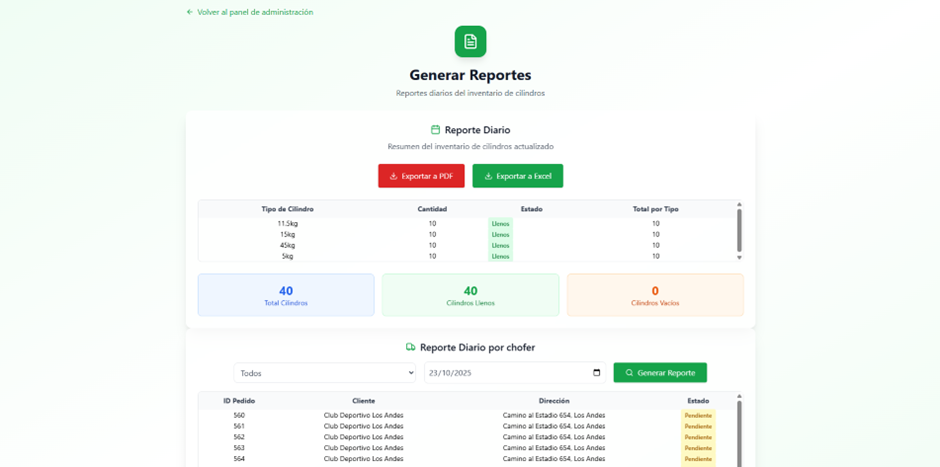 Volver al panel de administración
Generar Reportes
Reportes diarios del inventario de cilindros
Reporte Diario
Resumen del inventario de cilindros actualizado
Exportar a PDF Exportar a Excel
Tipo de Cilindro Cantidad Estado Total por Tipo
11.5kg 10 Llenos 10
15kg 10 Llenos 10
45kg 10 Llenos 10
5kg 10 Llenos 10
40 40 0
Total Cilindros Cilindros Llenos Cilindros Vacíos
Reporte Diario por chofer
Todos 23/10/2025 Generar Reporte
ID Pedido Cliente Dirección Estado
560 Club Deportivo Los Andes Camino al Estadio 654, Los Andes Pendiente
561 Club Deportivo Los Andes Camino al Estadio 654, Los Andes Pendiente
562 Club Deportivo Los Andes Camino al Estadio 654, Los Andes Pendiente
563 Club Deportivo Los Andes Camino al Estadio 654, Los Andes Pendiente
564 Club Deportivo Los Andes Camino al Estadio 654, Los Andes Pendiente